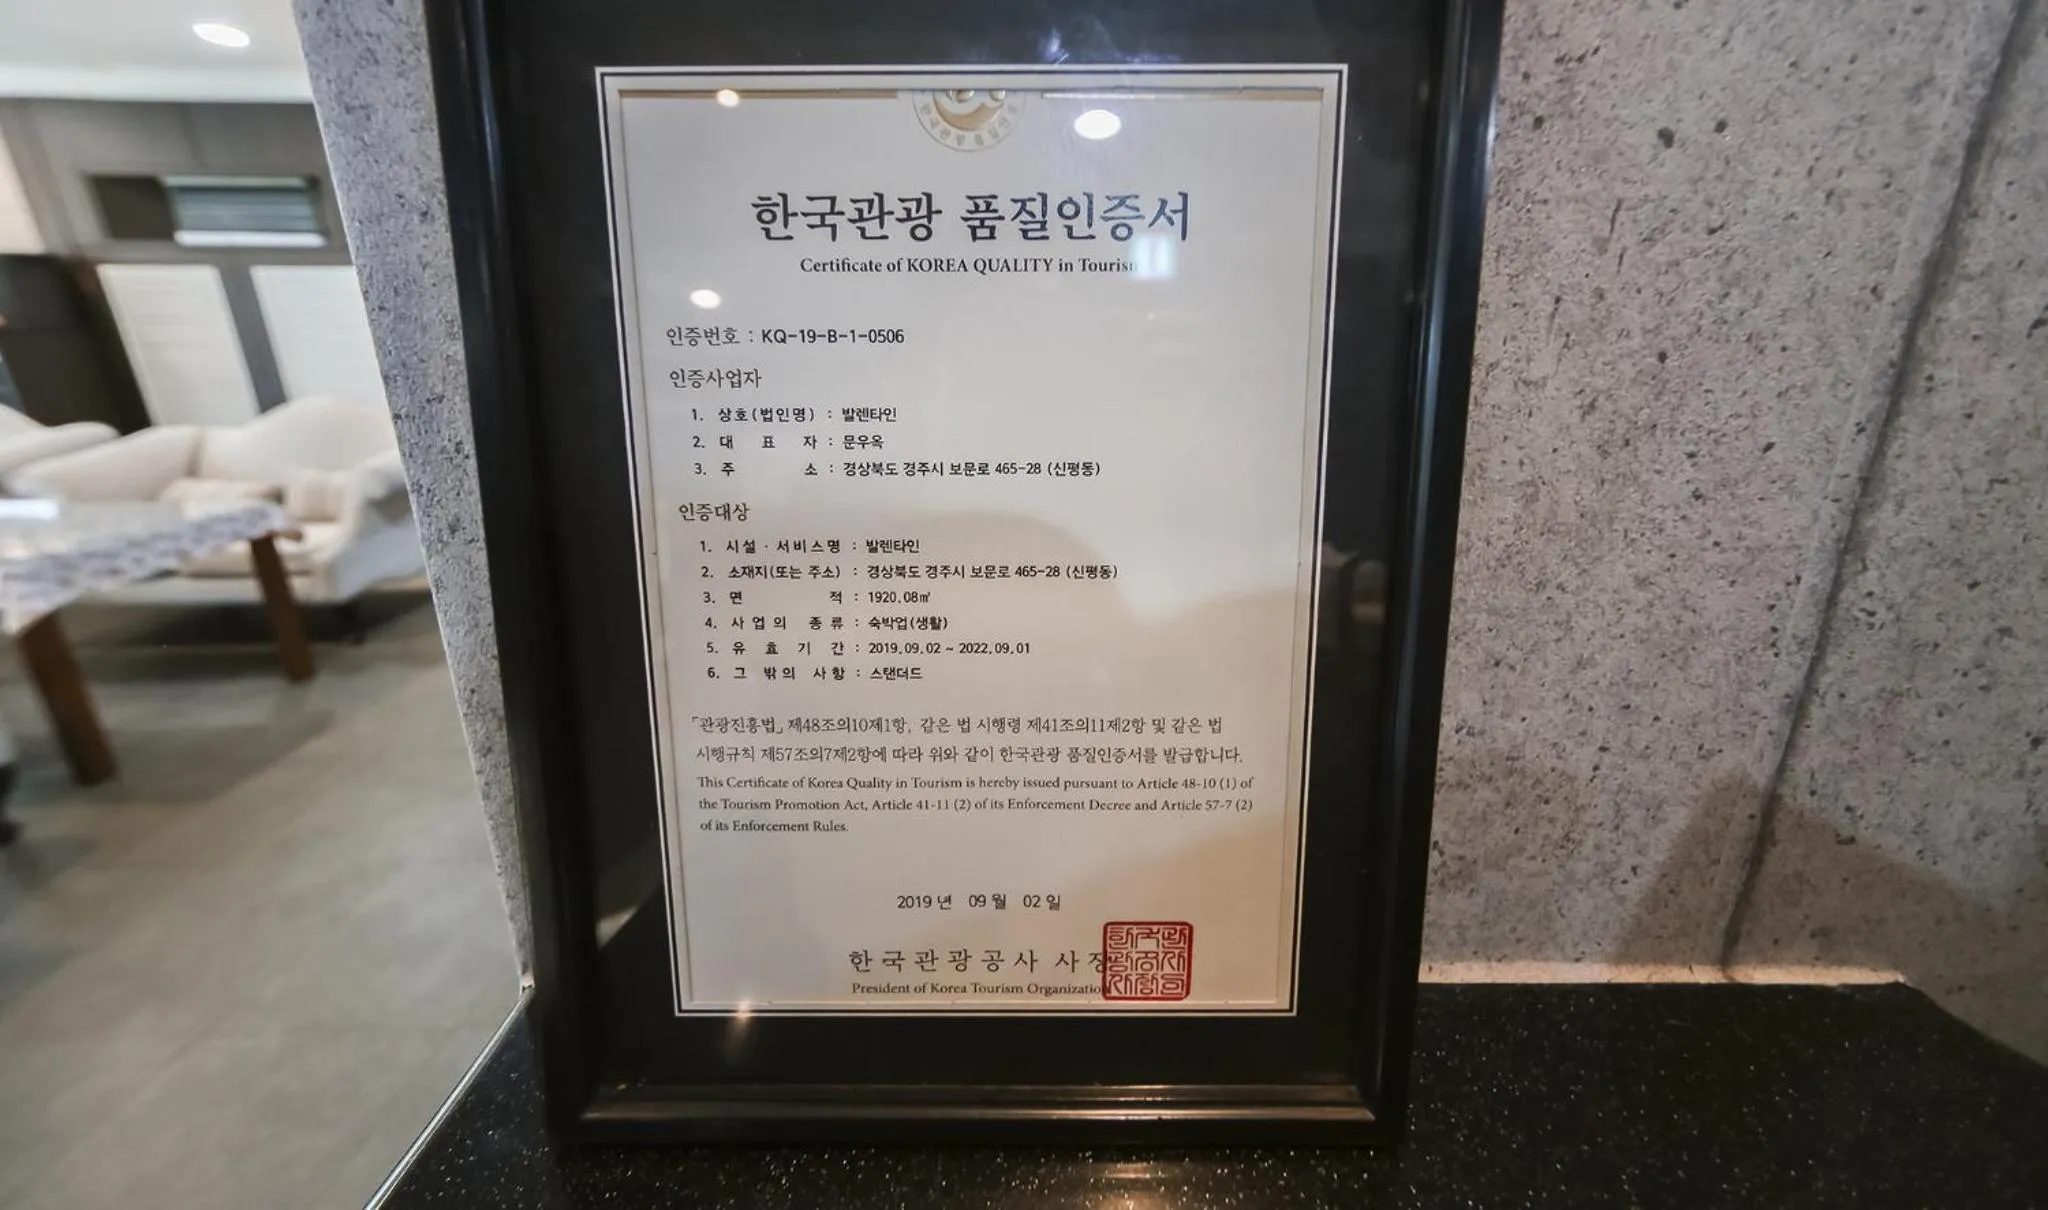 한국관광 품질인증서
Certificate of KOREA QUALITY in Tourism
인증번호 : KQ-19-B-1-0506
인증사업자
1. 상호(법인명) : 발렌타인
2. 대 표 자 : 문우옥
3. 주 소 : 경상북도 경주시 보문로 465-28 (신평동)
인증대상
1. 시설·서비스명 : 발렌타인
2. 소재지(또는 주소) : 경상북도 경주시 보문로 465-28 (신평동)
3. 면 적 : 1920.08㎡
4. 사업의 종류 : 숙박업(생활)
5. 유 효 기 간 : 2019.09.02 ~ 2022.09.01
6. 그 밖의 사항 : 스탠더드
「관광진흥법」 제48조의10제1항, 같은 법 시행령 제41조의11제2항 및 같은 법
시행규칙 제57조의7제2항에 따라 위와 같이 한국관광 품질인증서를 발급합니다.
This Certificate of Korea Quality in Tourism is hereby issued pursuant to Article 48-10 (1) of
the Tourism Promotion Act, Article 41-11 (2) of its Enforcement Decree and Article 57-7 (2)
of its Enforcement Rules.
2019 년 09 월 02 일
한국관광공사 사장
President of Korea Tourism Organization